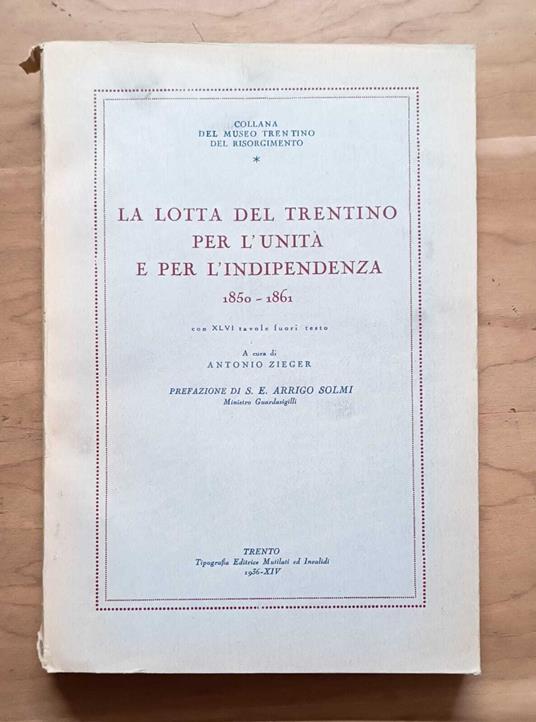 COLLANA
DEL MUSEO TRENTINO
DEL RISORGIMENTO
*
LA LOTTA DEL TRENTINO
PER L'UNITÀ
E PER L'INDIPENDENZA
1850 - 1861
con XLVI tavole fuori testo
A cura di
ANTONIO ZIEGER
PREFAZIONE DI S. E. ARRIGO SOLMI
Ministro Guardasigilli
TRENTO
Tipografia Editrice Mutilati ed Invalidi
1936-XIV